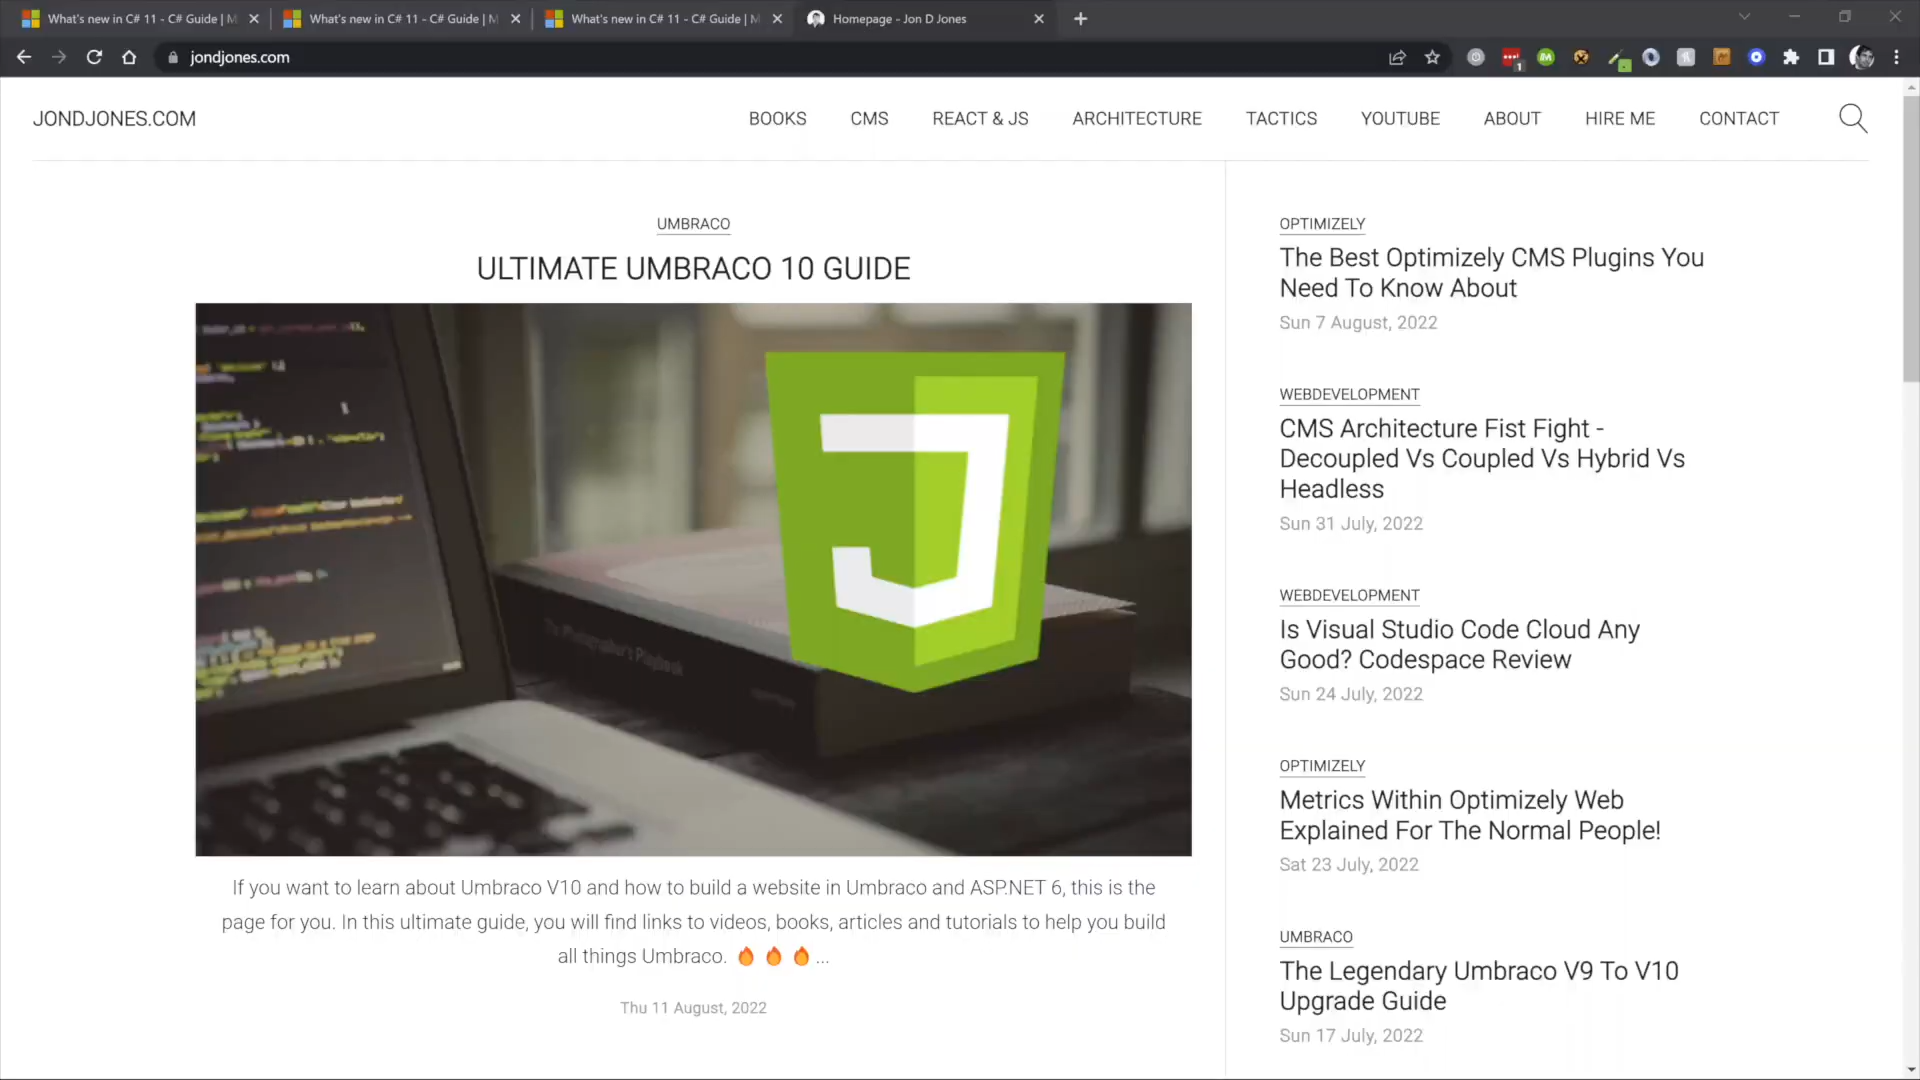 What's new in C# 11 - C# Guide | M
What's new in C# 11 - C# Guide | M
What's new in C# 11 - C# Guide | M
Homepage - Jon D Jones
jondjones.com
JONDJONES.COM
BOOKS
CMS
REACT & JS
ARCHITECTURE
TACTICS
YOUTUBE
ABOUT
HIRE ME
CONTACT
UMBRACO
ULTIMATE UMBRACO 10 GUIDE
If you want to learn about Umbraco V10 and how to build a website in Umbraco and ASP.NET 6, this is the
page for you. In this ultimate guide, you will find links to videos, books, articles and tutorials to help you build
all things Umbraco. 🔥 🔥 🔥 ...
Thu 11 August, 2022
OPTIMIZELY
The Best Optimizely CMS Plugins You
Need To Know About
Sun 7 August, 2022
WEBDEVELOPMENT
CMS Architecture Fist Fight -
Decoupled Vs Coupled Vs Hybrid Vs
Headless
Sun 31 July, 2022
WEBDEVELOPMENT
Is Visual Studio Code Cloud Any
Good? Codespace Review
Sun 24 July, 2022
OPTIMIZELY
Metrics Within Optimizely Web
Explained For The Normal People!
Sat 23 July, 2022
UMBRACO
The Legendary Umbraco V9 To V10
Upgrade Guide
Sun 17 July, 2022